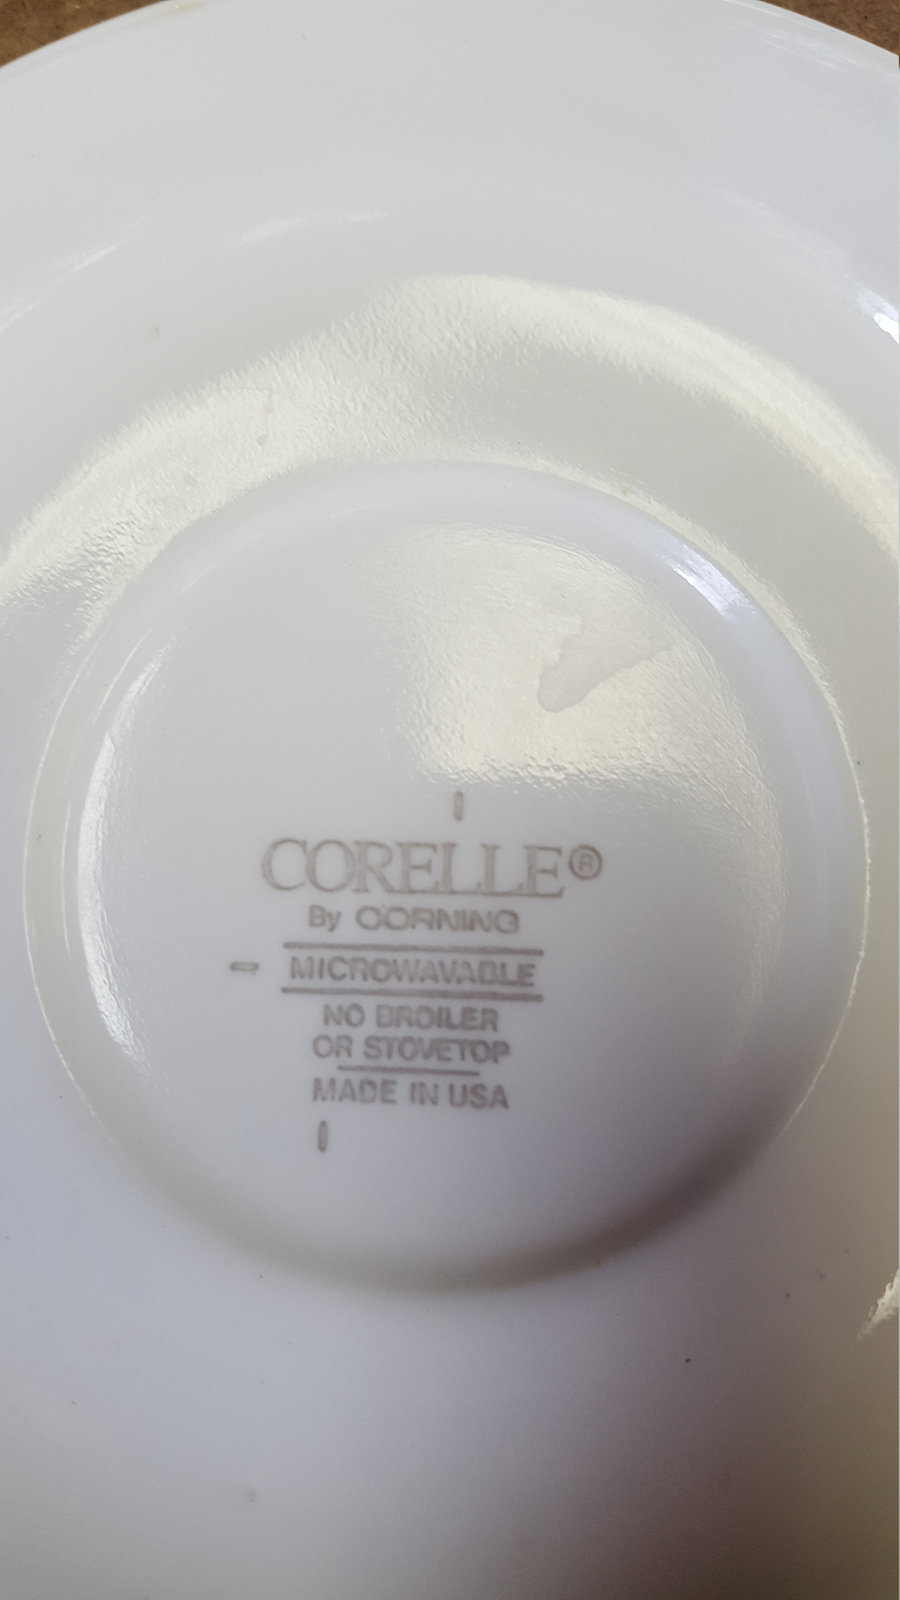 CORELLE®
By CORNING
MICROWAVABLE
NO BROILER
OR STOVETOP
MADE IN USA